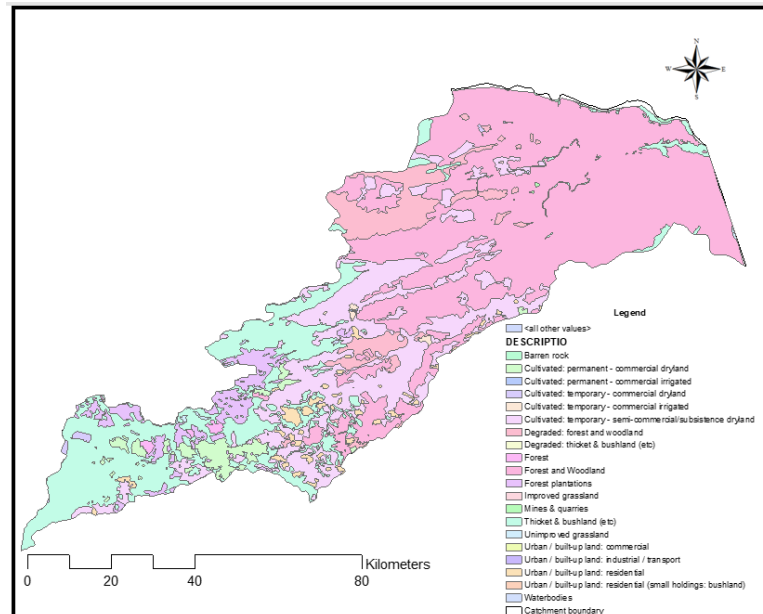 N
W E
S
Legend
<all other values>
DESCRIPTIO
Barren rock
Cultivated: permanent - commercial dryland
Cultivated: permanent - commercial irrigated
Cultivated: temporary - commercial dryland
Cultivated: temporary - commercial irrigated
Cultivated: temporary - semi-commercial/subsistence dryland
Degraded: forest and woodland
Degraded: thicket & bushland (etc)
Forest
Forest and Woodland
Forest plantations
Improved grassland
Mines & quarries
Thicket & bushland (etc)
Unimproved grassland
Urban / built-up land: commercial
Urban / built-up land: industrial / transport
Urban / built-up land: residential
Urban / built-up land: residential (small holdings: bushland)
Waterbodies
Catchment boundary
Kilometers
0 20 40 80